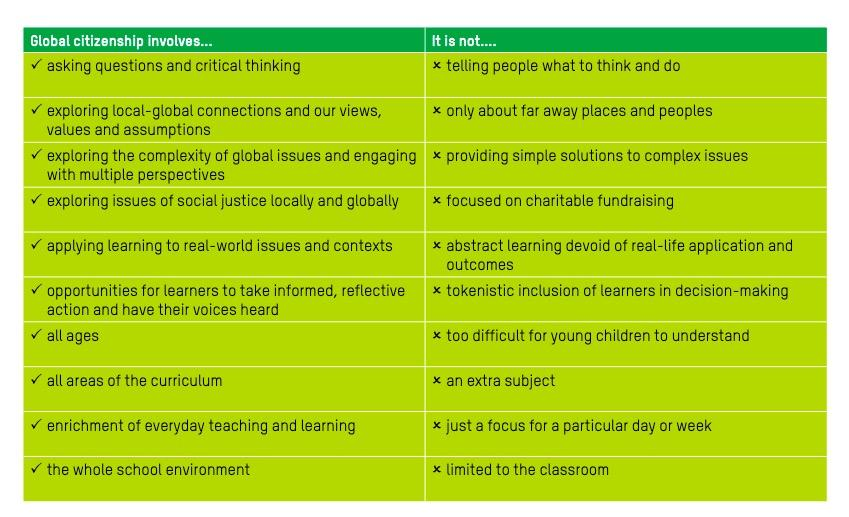 Global citizenship involves... It is not....
✓ asking questions and critical thinking × telling people what to think and do
✓ exploring local-global connections and our views, × only about far away places and peoples
values and assumptions
✓ exploring the complexity of global issues and engaging × providing simple solutions to complex issues
with multiple perspectives
✓ exploring issues of social justice locally and globally × focused on charitable fundraising
✓ applying learning to real-world issues and contexts × abstract learning devoid of real-life application and
outcomes
✓ opportunities for learners to take informed, reflective × tokenistic inclusion of learners in decision-making
action and have their voices heard
✓ all ages × too difficult for young children to understand
✓ all areas of the curriculum × an extra subject
✓ enrichment of everyday teaching and learning × just a focus for a particular day or week
✓ the whole school environment × limited to the classroom